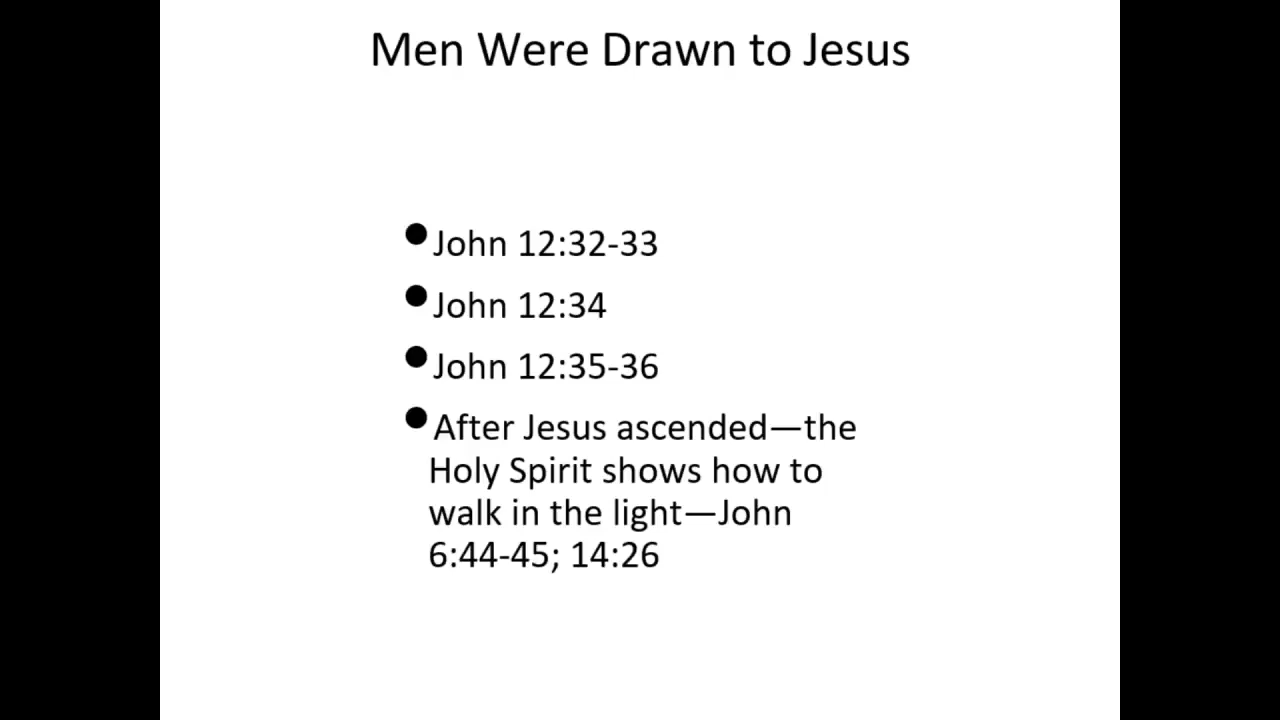 Men Were Drawn to Jesus
●John 12:32-33
●John 12:34
●John 12:35-36
●After Jesus ascended—the
Holy Spirit shows how to
walk in the light—John
6:44-45; 14:26